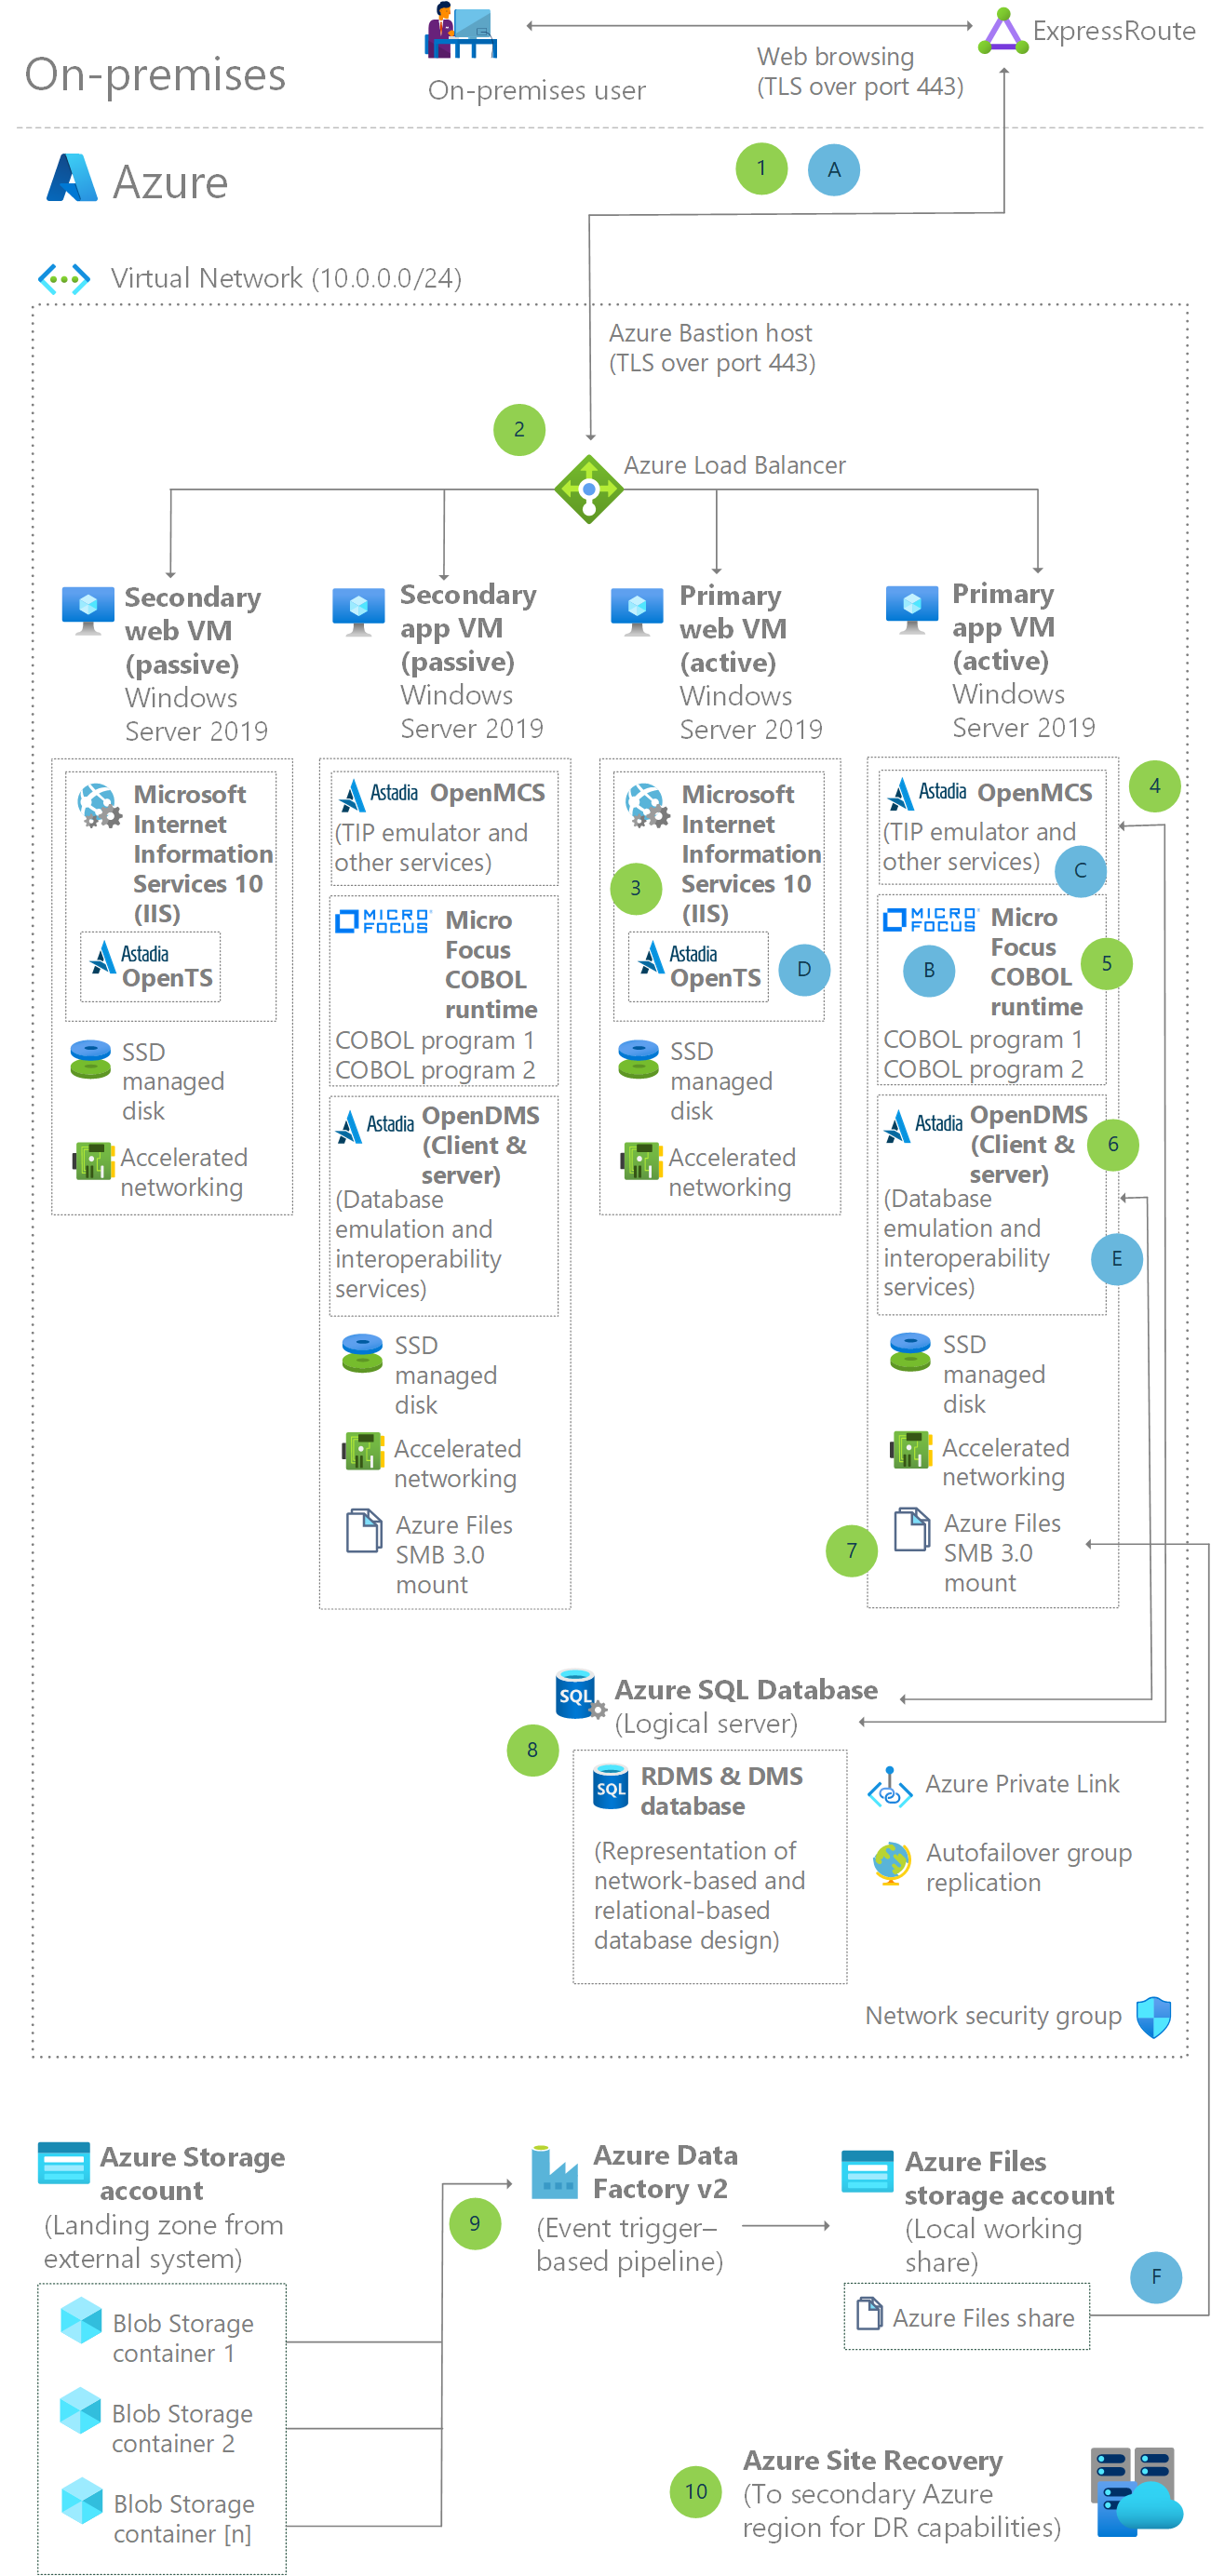 On-premises user
Web browsing
(TLS over port 443)
ExpressRoute
On-premises
Azure
1
A
Virtual Network (10.0.0.0/24)
Azure Bastion host
(TLS over port 443)
2
Azure Load Balancer
Secondary
web VM
(passive)
Windows
Server 2019
Microsoft
Internet
Information
Services 10
(IIS)
Astadia
OpenTS
SSD
managed
disk
Accelerated
networking
Secondary
app VM
(passive)
Windows
Server 2019
Astadia OpenMCS
(TIP emulator and
other services)
MICRO
FOCUS
Micro
Focus
COBOL
runtime
COBOL program 1
COBOL program 2
Astadia OpenDMS
(Client &
server)
(Database
emulation and
interoperability
services)
SSD
managed
disk
Accelerated
networking
Azure Files
SMB 3.0
mount
Primary
web VM
(active)
Windows
Server 2019
Microsoft
Internet
Information
Services 10
(IIS)
3
Astadia
OpenTS
D
SSD
managed
disk
Accelerated
networking
Primary
app VM
(active)
Windows
Server 2019
4
Astadia OpenMCS
(TIP emulator and
other services)
C
MICRO
FOCUS
Micro
Focus
COBOL
runtime
B
5
COBOL program 1
COBOL program 2
Astadia OpenDMS
(Client &
server)
6
(Database
emulation and
interoperability
services)
E
SSD
managed
disk
Accelerated
networking
7
Azure Files
SMB 3.0
mount
SQL
Azure SQL Database
(Logical server)
8
SQL
RDMS & DMS
database
(Representation of
network-based and
relational-based
database design)
Azure Private Link
Autofailover group
replication
Network security group
Azure Storage
account
(Landing zone from
external system)
Blob Storage
container 1
Blob Storage
container 2
Blob Storage
container [n]
9
Azure Data
Factory v2
(Event trigger–
based pipeline)
Azure Files
storage account
(Local working
share)
F
Azure Files share
10
Azure Site Recovery
(To secondary Azure
region for DR capabilities)